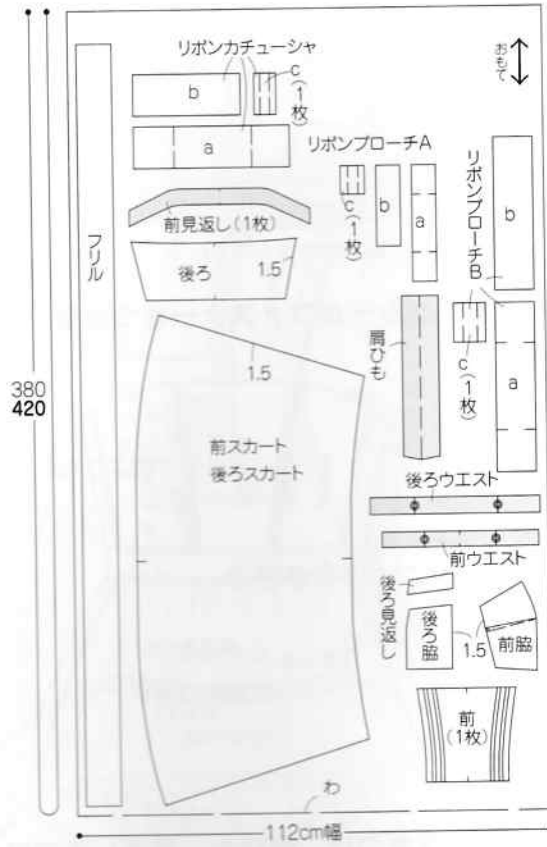 リボンカチューシャ
b
c(1枚)
a
おもて
リボンブローチA
c(1枚)
b
a
リボンブローチB
b
c(1枚)
a
前見返し(1枚)
後ろ
1.5
フリル
肩ひも
1.5
380
420
前スカート
後ろスカート
後ろウエスト
前ウエスト
後ろ見返し
後ろ脇
1.5
前脇
前
(1枚)
わ
112cm幅